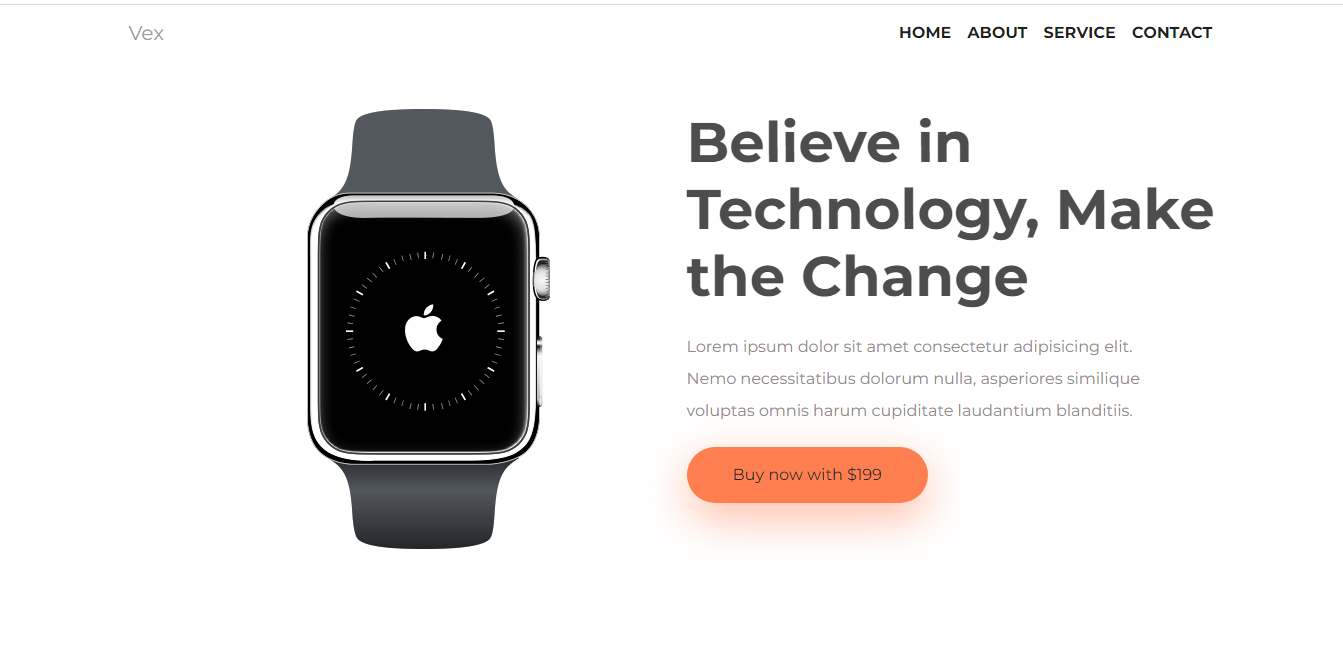 Vex
HOME ABOUT SERVICE CONTACT
Believe in
Technology, Make
the Change
Lorem ipsum dolor sit amet consectetur adipisicing elit.
Nemo necessitatibus dolorum nulla, asperiores similique
voluptas omnis harum cupiditate laudantium blanditiis.
Buy now with $199